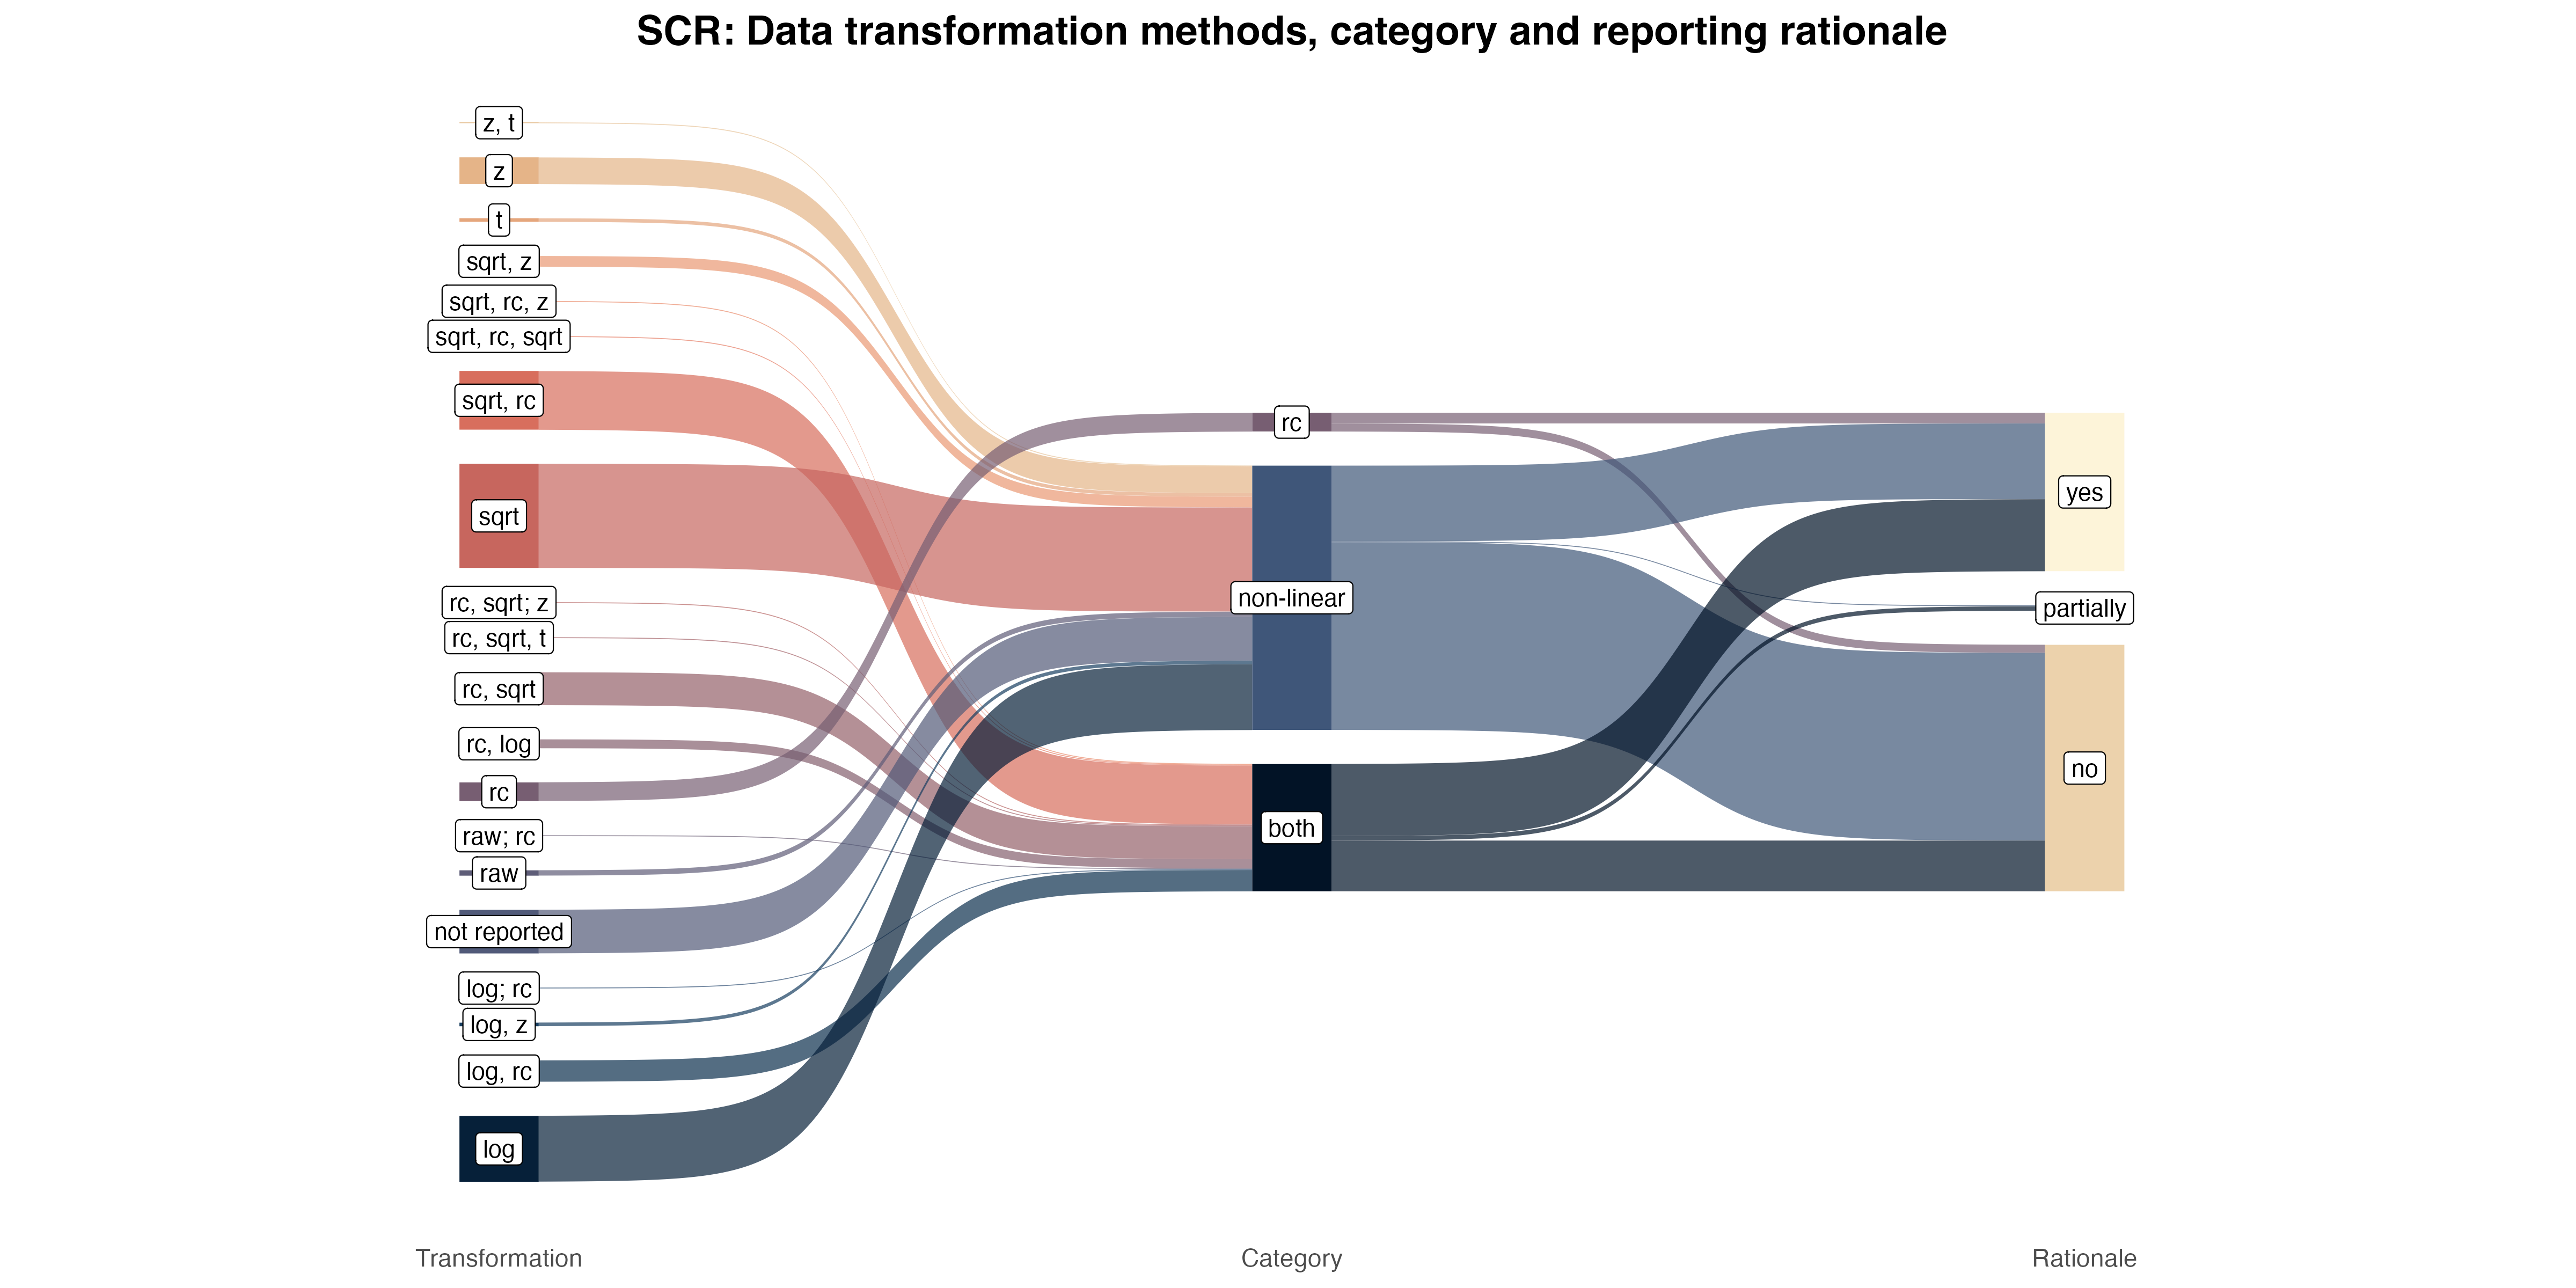 SCR: Data transformation methods, category and reporting rationale
z, t
z
t
sqrt, z
sqrt, rc, z
sqrt, rc, sqrt
sqrt, rc
sqrt
rc, sqrt; z
rc, sqrt, t
rc, sqrt
rc, log
rc
raw; rc
raw
not reported
log; rc
log, z
log, rc
log
rc
non-linear
both
yes
partially
no
Transformation
Category
Rationale